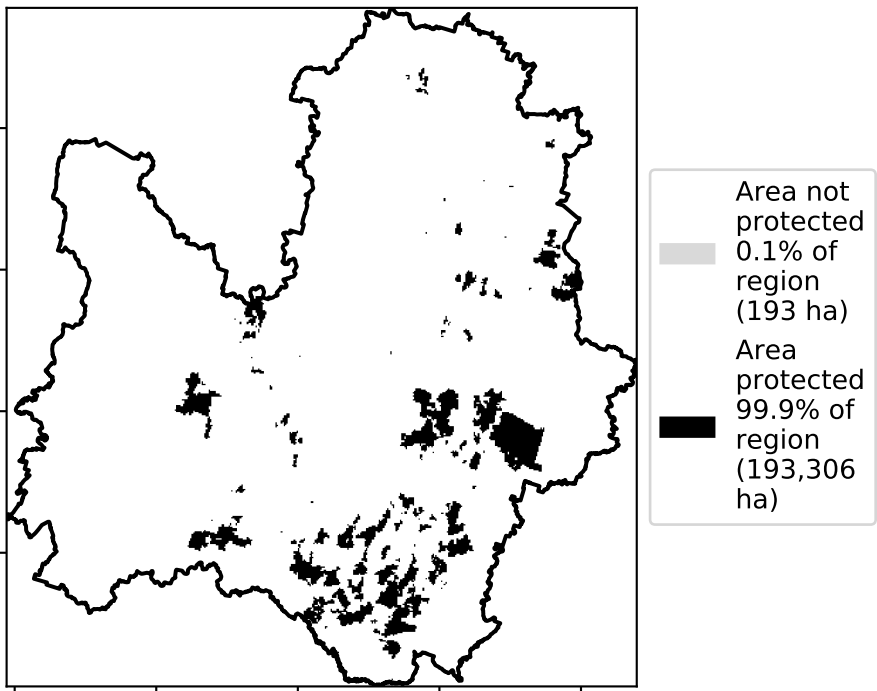 Area not
protected
0.1% of
region
(193 ha)
Area
protected
99.9% of
region
(193,306
ha)